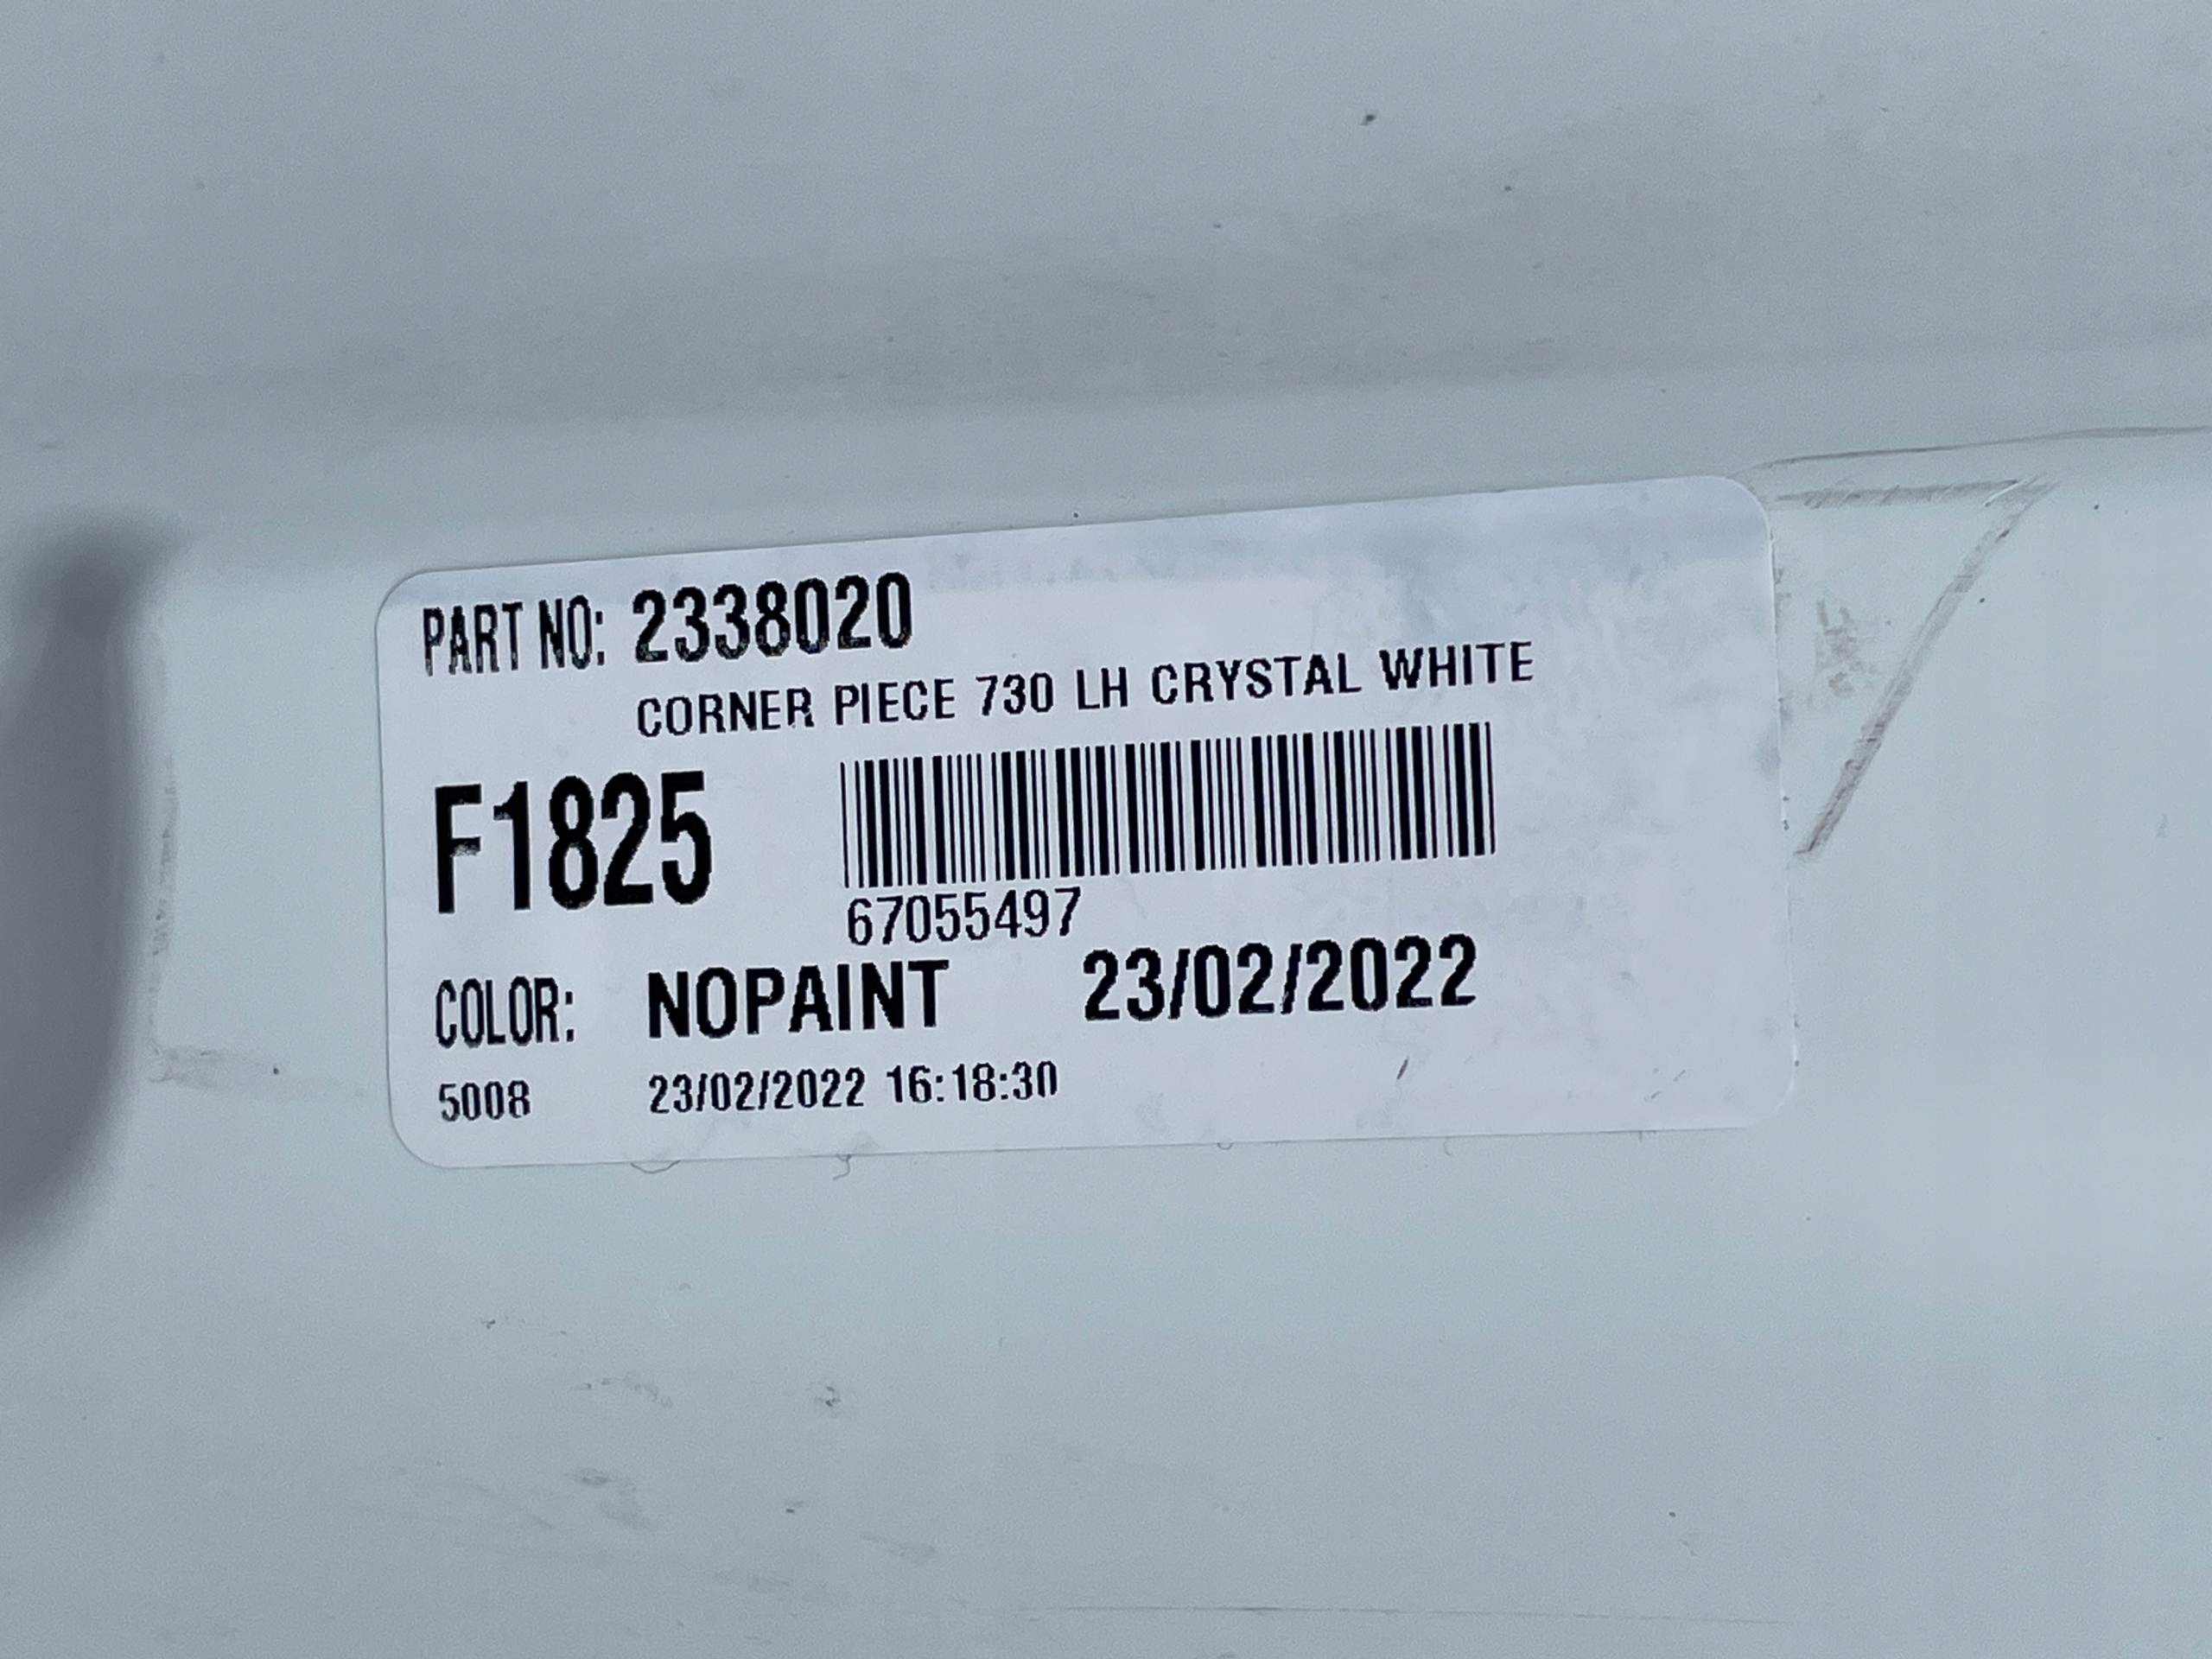 PART NO: 2338020
CORNER PIECE 730 LH CRYSTAL WHITE
F1825
67055497
COLOR: NOPAINT 23/02/2022
5008 23/02/2022 16:18:30